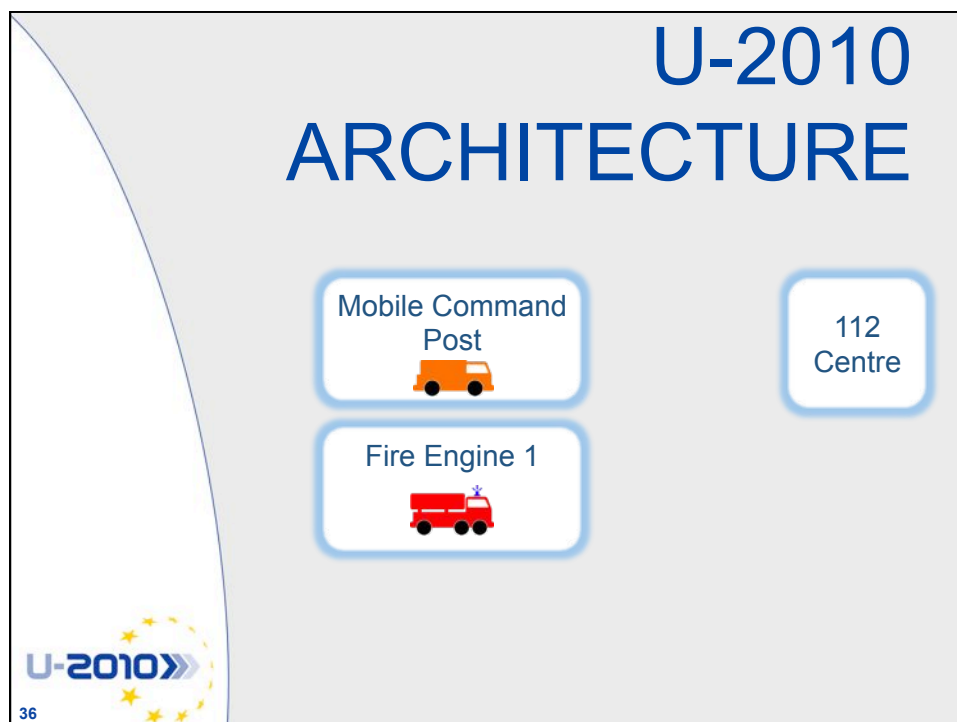 U-2010
ARCHITECTURE
Mobile Command
Post
112
Centre
Fire Engine 1
U-2010
36